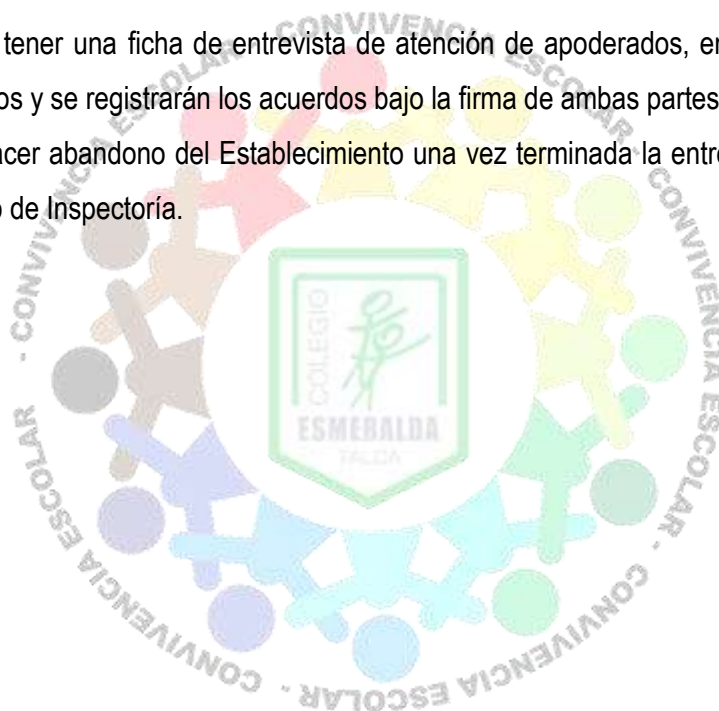 tener una ficha de entrevista de atención de apoderados, en
os y se registrarán los acuerdos bajo la firma de ambas partes
acer abandono del Establecimiento una vez terminada la entre
o de Inspectoría.
- CONVIVENCIA ESCOLAR - CONVIVENCIA ESCOLAR - CONVIVENCIA ESCOLAR - CONVIVENCIA ESCOLAR
COLEGIO
ESMERALDA
TALCA